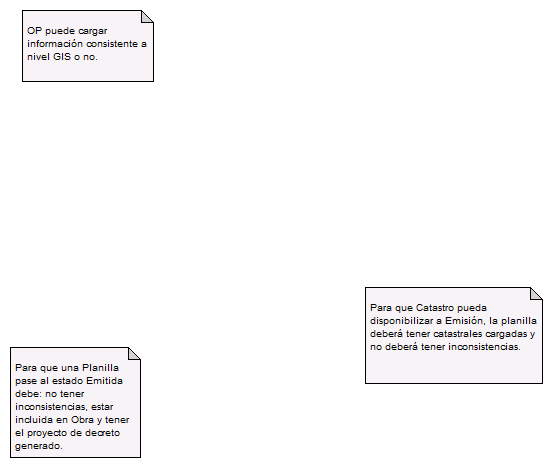 OP puede cargar
información consistente a
nivel GIS o no.
Para que Catastro pueda
disponibilizar a Emisión, la planilla
deberá tener catastrales cargadas y
no deberá tener inconsistencias.
Para que una Planilla
pase al estado Emitida
debe: no tener
inconsistencias, estar
incluida en Obra y tener
el proyecto de decreto
generado.